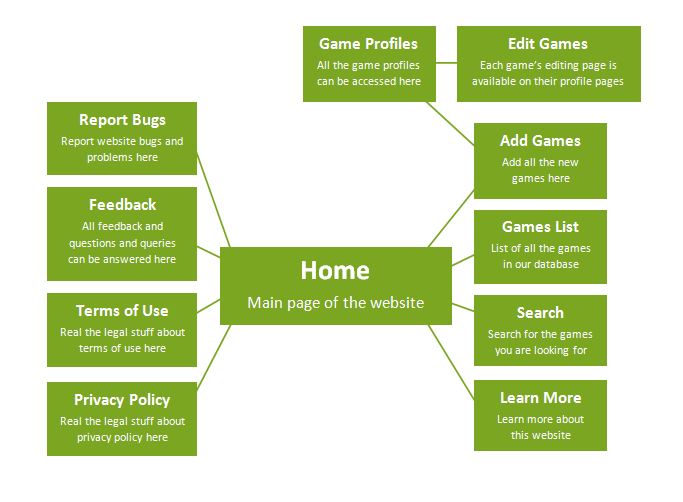 Game Profiles
All the game profiles
can be accessed here
Edit Games
Each game's editing page is
available on their profile pages
Report Bugs
Report website bugs and
problems here
Add Games
Add all the new
games here
Feedback
All feedback and
questions and queries
can be answered here
Games List
List of all the games
in our database
Home
Main page of the website
Terms of Use
Real the legal stuff about
terms of use here
Search
Search for the games
you are looking for
Privacy Policy
Real the legal stuff about
privacy policy here
Learn More
Learn more about
this website